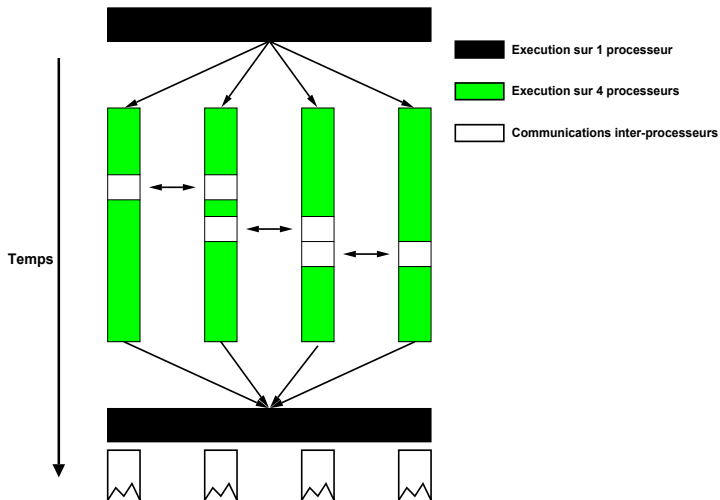 Execution sur 1 processeur
Execution sur 4 processeurs
Communications inter-processeurs
Temps